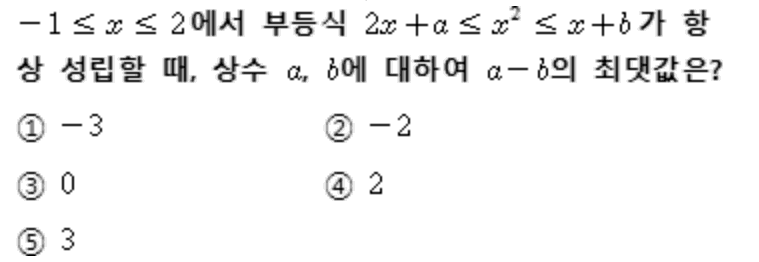 −1 ≤ x ≤ 2에서 부등식 2x+a ≤ x² ≤ x+b가 항
상 성립할 때, 상수 a, b에 대하여 a−b의 최댓값은?
① −3 ② −2
③ 0 ④ 2
⑤ 3